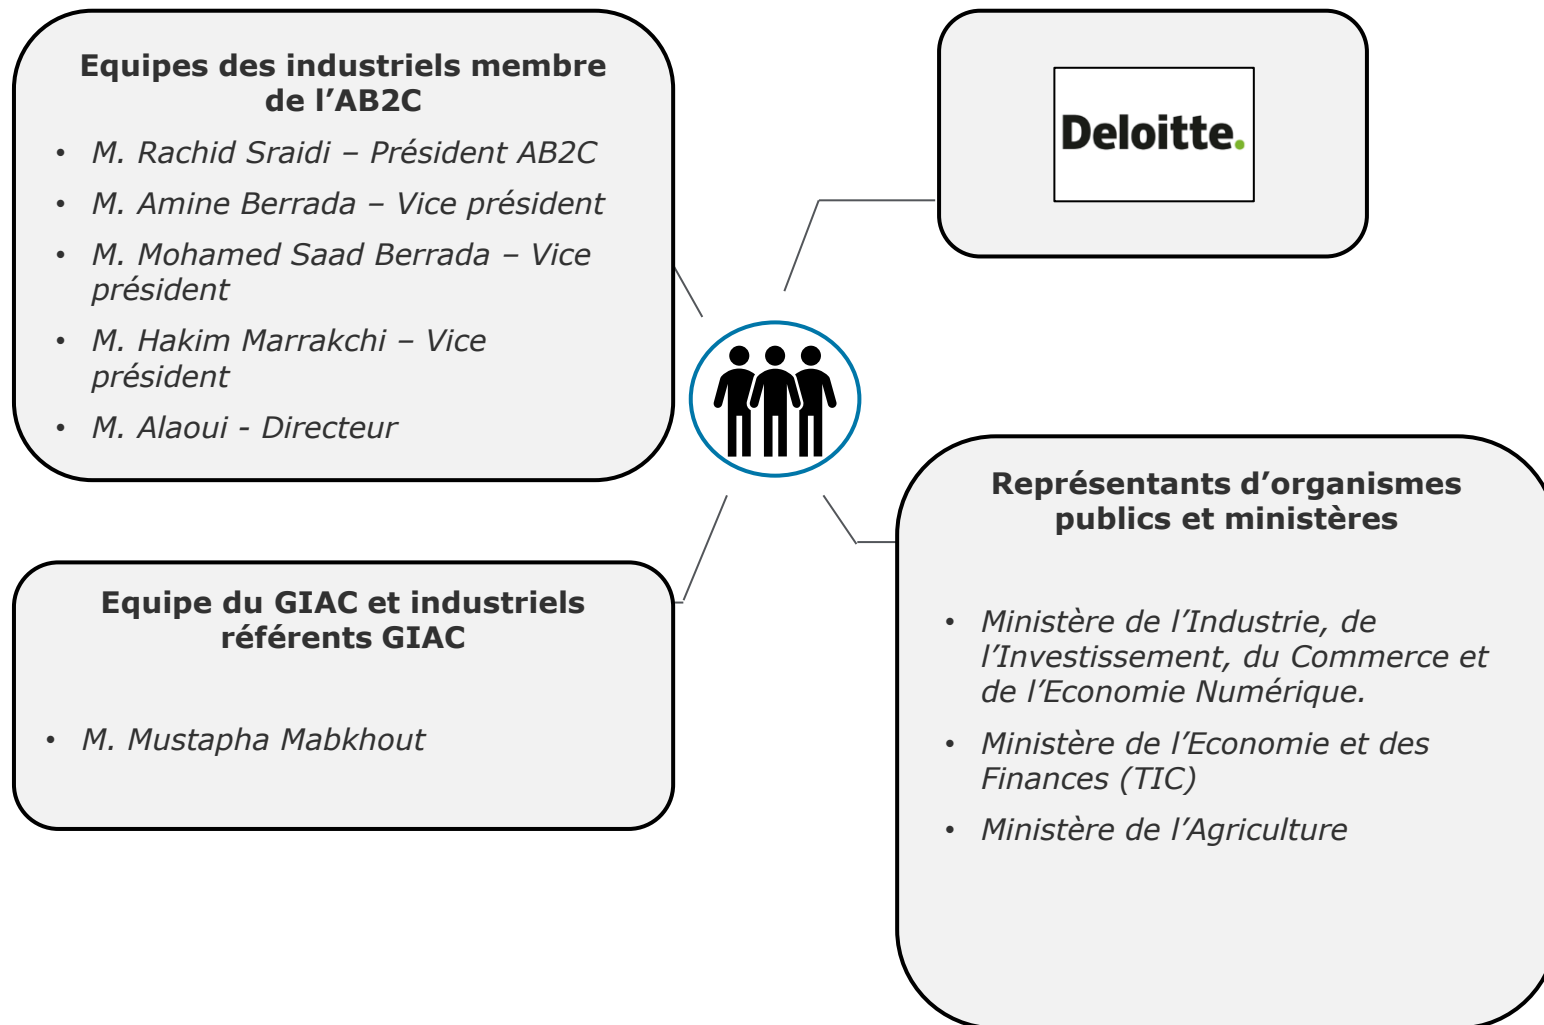 Equipes des industriels membre
de l’AB2C
• M. Rachid Sraidi – Président AB2C
• M. Amine Berrada – Vice président
• M. Mohamed Saad Berrada – Vice
président
• M. Hakim Marrakchi – Vice
président
• M. Alaoui - Directeur
Deloitte.
Equipe du GIAC et industriels
référents GIAC
• M. Mustapha Mabkhout
Représentants d’organismes
publics et ministères
• Ministère de l’Industrie, de
l’Investissement, du Commerce et
de l’Economie Numérique.
• Ministère de l’Economie et des
Finances (TIC)
• Ministère de l’Agriculture